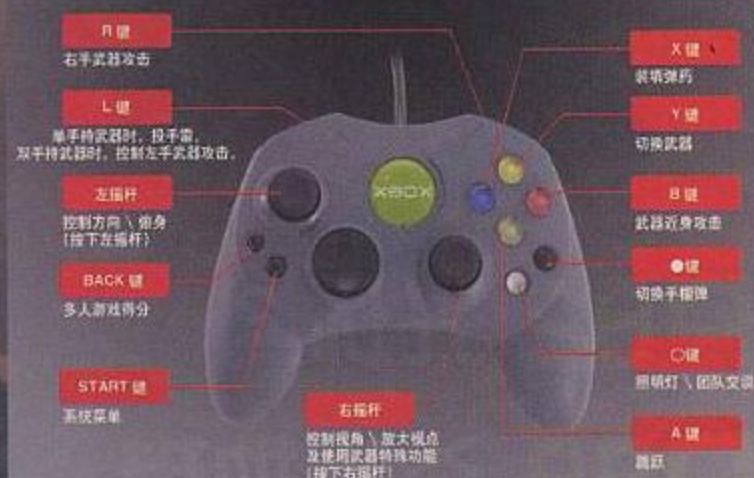 R 键
右手武器攻击
L 键
单手持武器时，投手雷。
双手持武器时，控制左手武器攻击。
左摇杆
控制方向 \ 俯身
(按下左摇杆)
BACK 键
多人游戏得分
START 键
系统菜单
XBOX
右摇杆
控制视角 \ 放大视点
及使用武器特殊功能
(按下右摇杆)
X 键
装填弹药
Y 键
切换武器
B 键
武器近身攻击
●键
切换手榴弹
○键
照明灯 \ 团队交谈
A 键
跳跃